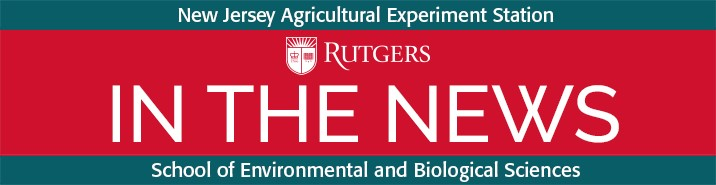 New Jersey Agricultural Experiment Station
RUTGERS
IN THE NEWS
School of Environmental and Biological Sciences